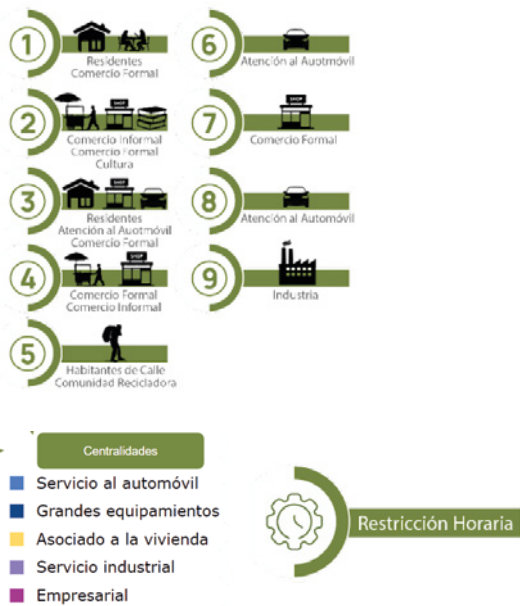 1
Residentes
Comercio Formal
2
SHOP
Comercio Informal
Comercio Formal
Cultura
3
SHOP
Residentes
Atención al Auotmóvil
Comercio Formal
4
SHOP
Comercio Formal
Comercio Informal
5
Habitantes de Calle
Comunidad Recicladora
6
Atención al Auotmóvil
7
SHOP
Comercio Formal
8
Atención al Automóvil
9
Industria
Centralidades
Servicio al automóvil
Grandes equipamientos
Asociado a la vivienda
Servicio industrial
Empresarial
Restricción Horaria